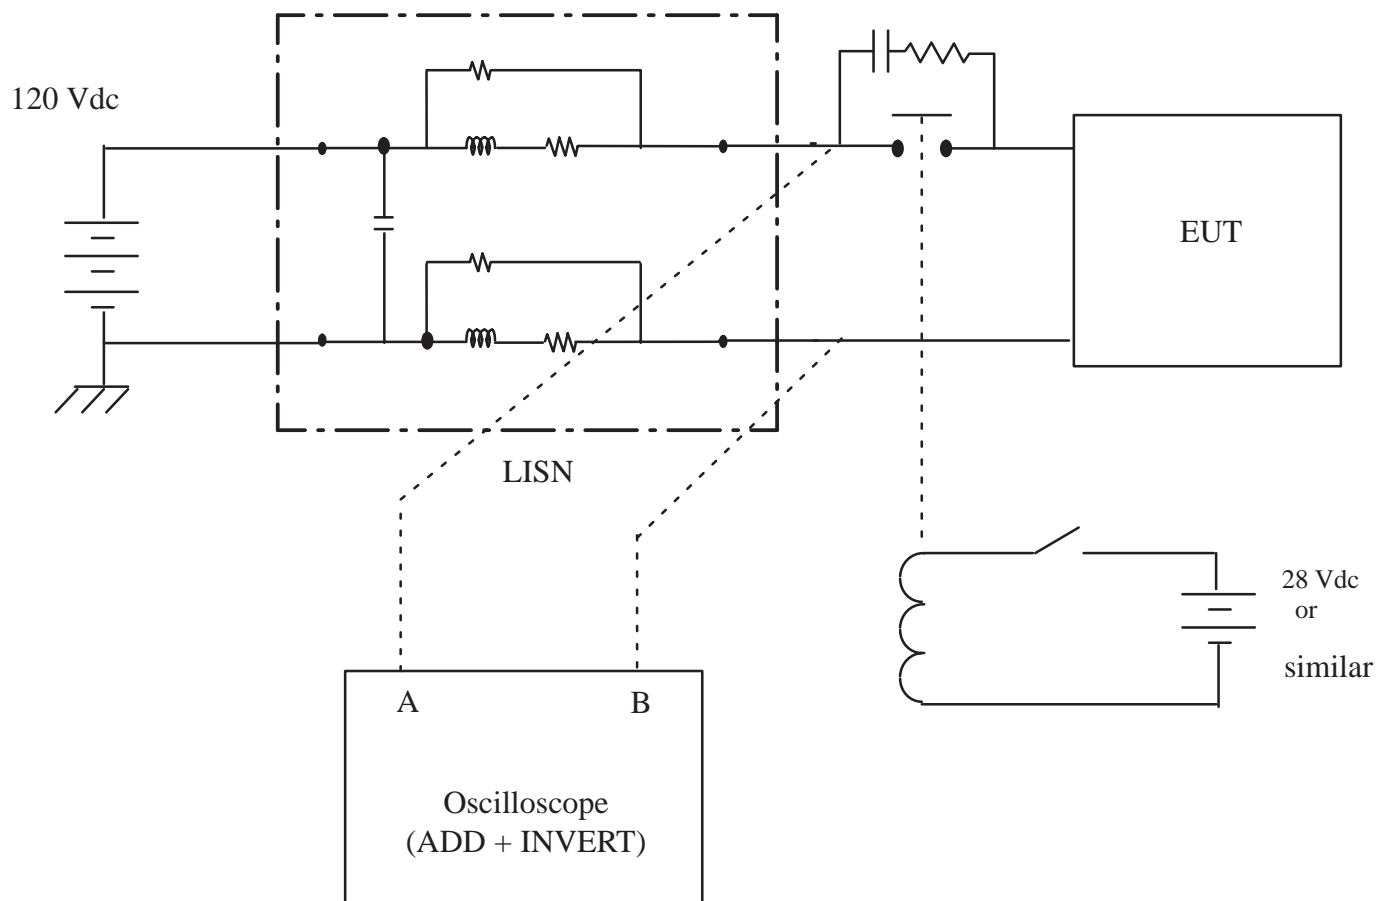 120 Vdc
EUT
LISN
28 Vdc
or
similar
A
B
Oscilloscope
(ADD + INVERT)